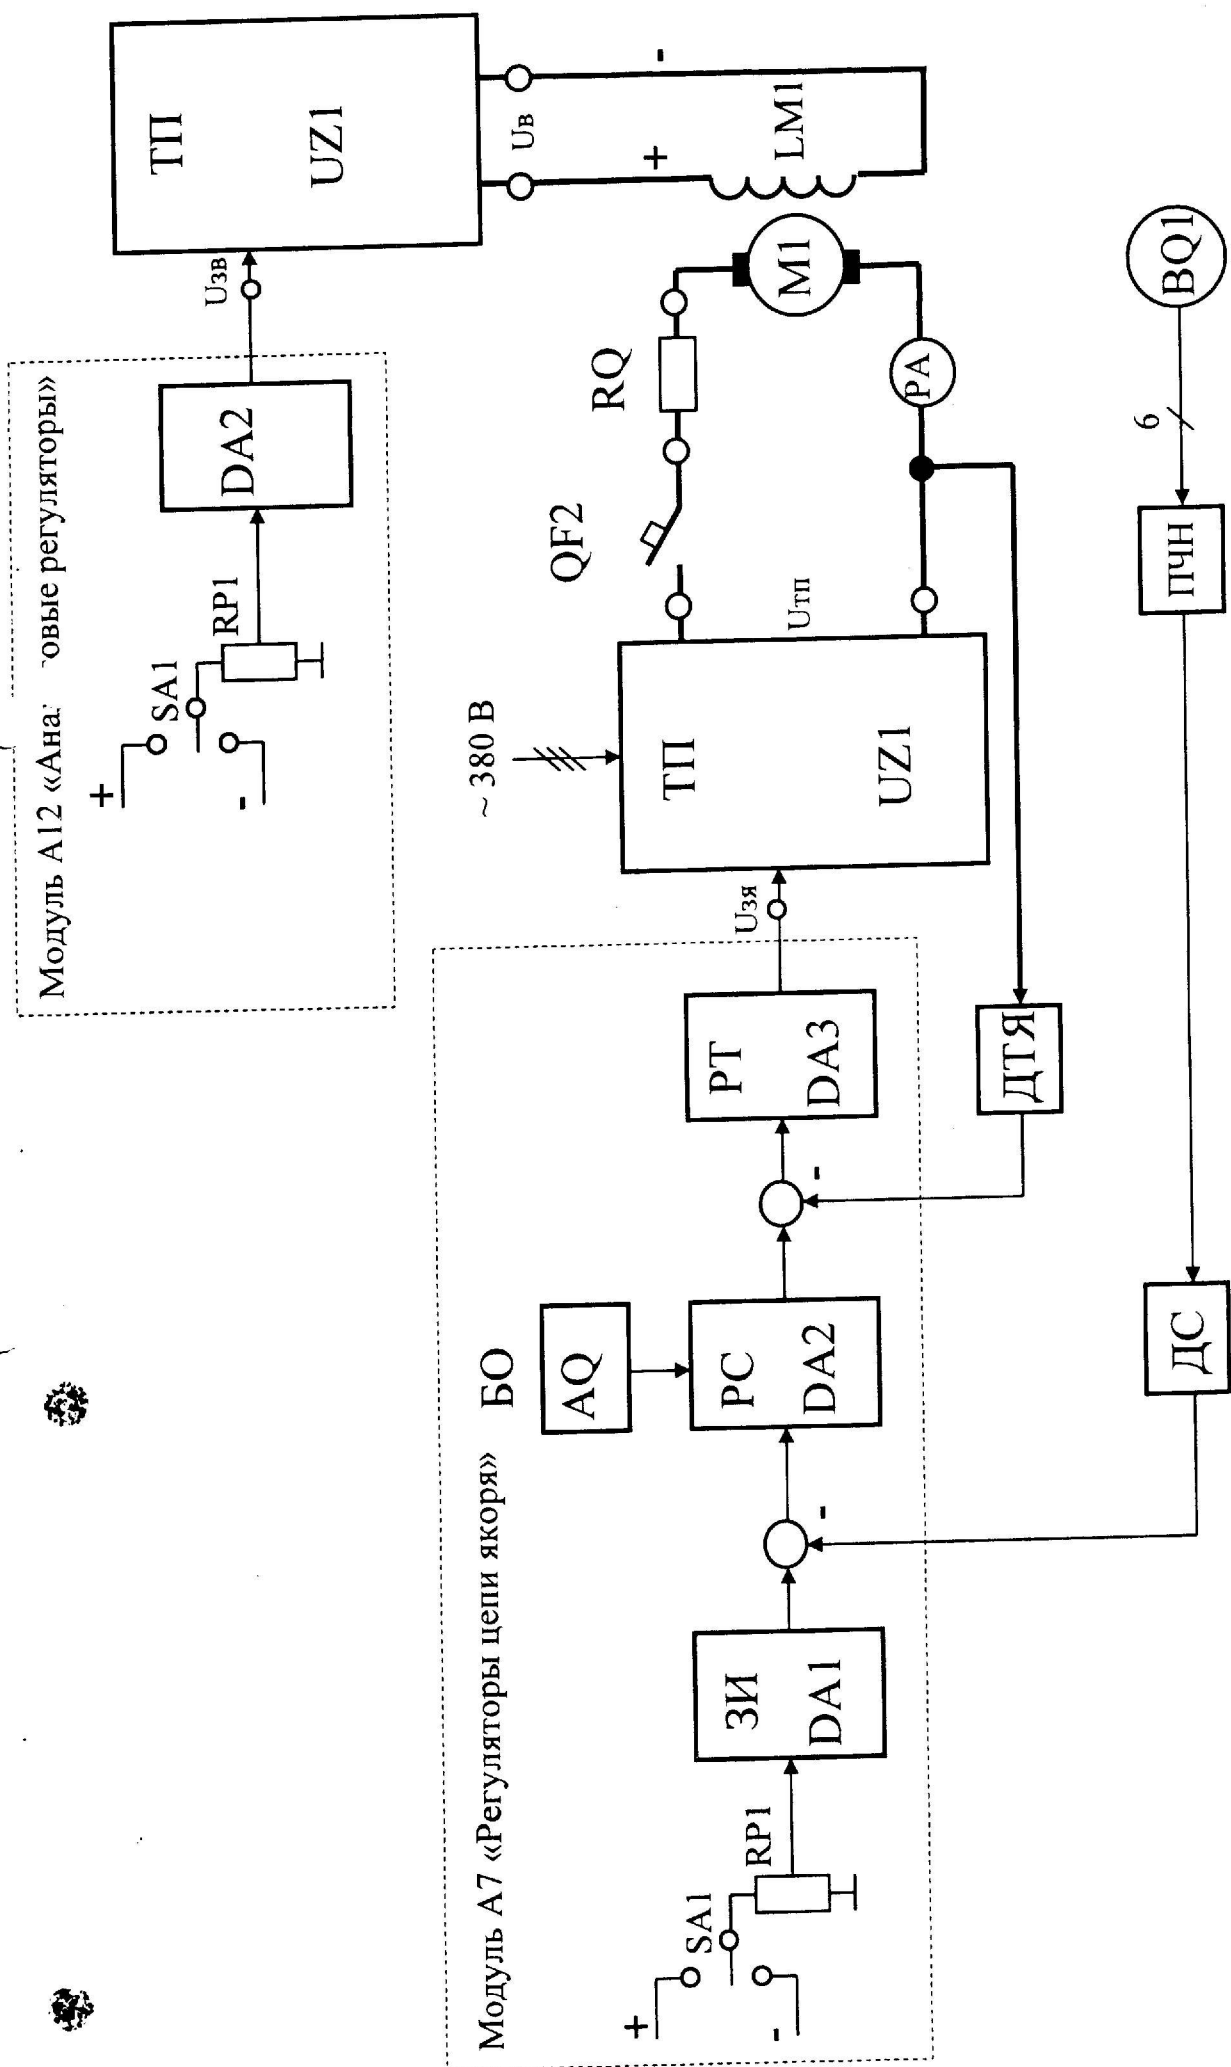 Модуль А12 «Ана овые регуляторы»
+
-
SA1
RP1
DA2
Uзв
ТП
UZ1
Uв
+
-
LM1
~ 380 В
QF2
RQ
M1
PA
ТП
UZ1
Uтп
Модуль А7 «Регуляторы цепи якоря»
БО
AQ
+
-
SA1
RP1
ЗИ
DA1
-
РС
DA2
-
РТ
DA3
Uзя
ДТЯ
ДС
ПЧН
6
BQ1